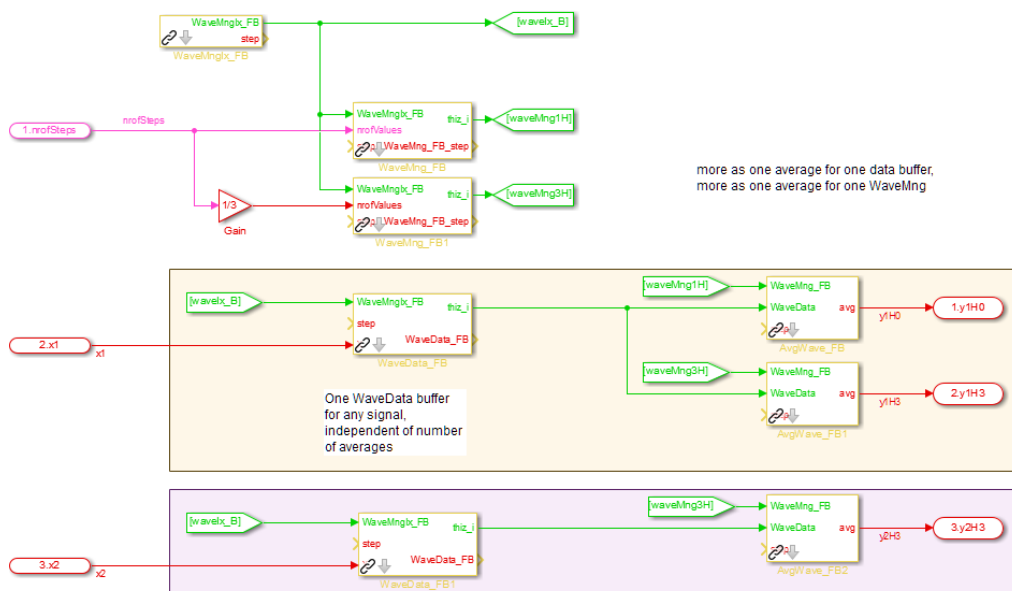 WaveMngIx_FB
step
WaveMngIx_FB
[waveIx_B]
1.nrofSteps
nrofSteps
WaveMngIx_FB
thiz_i
nrofValues
WaveMng_FB_step
WaveMng_FB
[waveMng1H]
1/3
Gain
WaveMngIx_FB
thiz_i
nrofValues
WaveMng_FB_step
WaveMng_FB1
[waveMng3H]
more as one average for one data buffer,
more as one average for one WaveMng
[waveIx_B]
WaveMngIx_FB
thiz_i
step
WaveData_FB
WaveData_FB
2.x1
x1
One WaveData buffer
for any signal,
independent of number
of averages
[waveMng1H]
WaveMng_FB
WaveData
avg
AvgWave_FB
y1H0
1.y1H0
[waveMng3H]
WaveMng_FB
WaveData
avg
AvgWave_FB1
y1H3
2.y1H3
[waveIx_B]
WaveMngIx_FB
thiz_i
step
WaveData_FB
WaveData_FB1
3.x2
x2
[waveMng3H]
WaveMng_FB
WaveData
avg
AvgWave_FB2
y2H3
3.y2H3